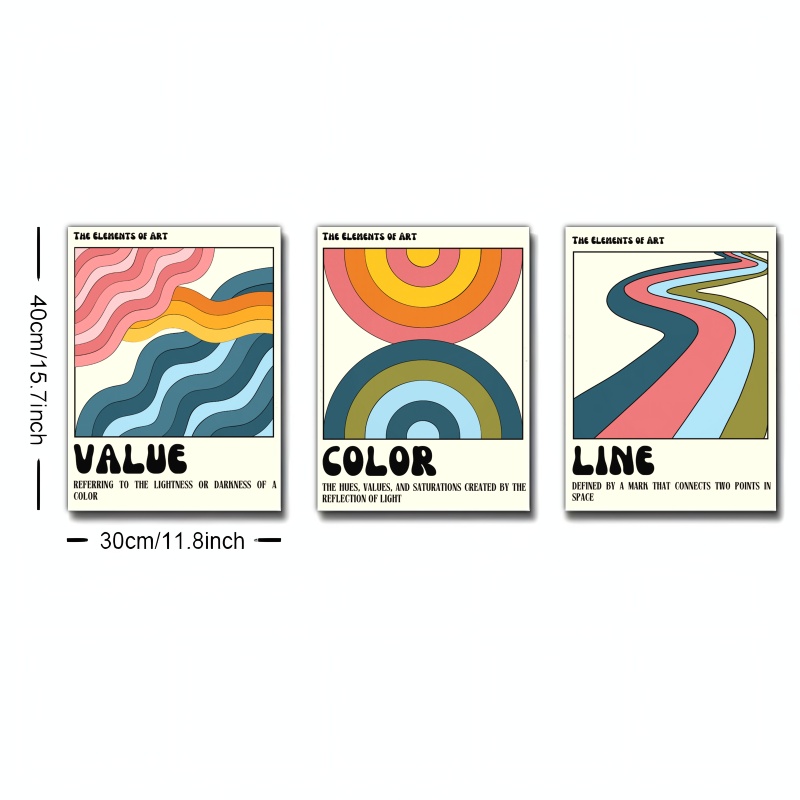 THE ELEMENTS OF ART
VALUE
REFERRING TO THE LIGHTNESS OR DARKNESS OF A
COLOR
THE ELEMENTS OF ART
COLOR
THE HUES, VALUES, AND SATURATIONS CREATED BY THE
REFLECTION OF LIGHT
THE ELEMENTS OF ART
LINE
DEFINED BY A MARK THAT CONNECTS TWO POINTS IN
SPACE
40cm/15.7inch
30cm/11.8inch